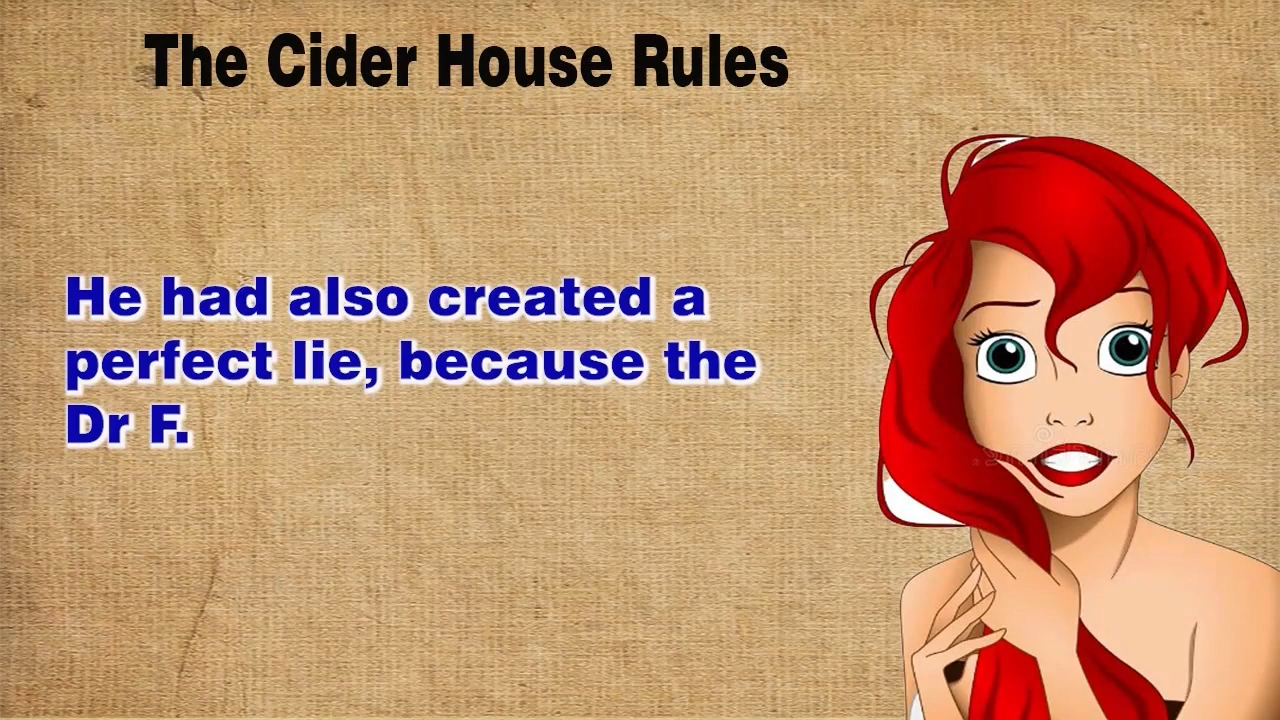 The Cider House Rules
He had also created a
perfect lie, because the
Dr F.